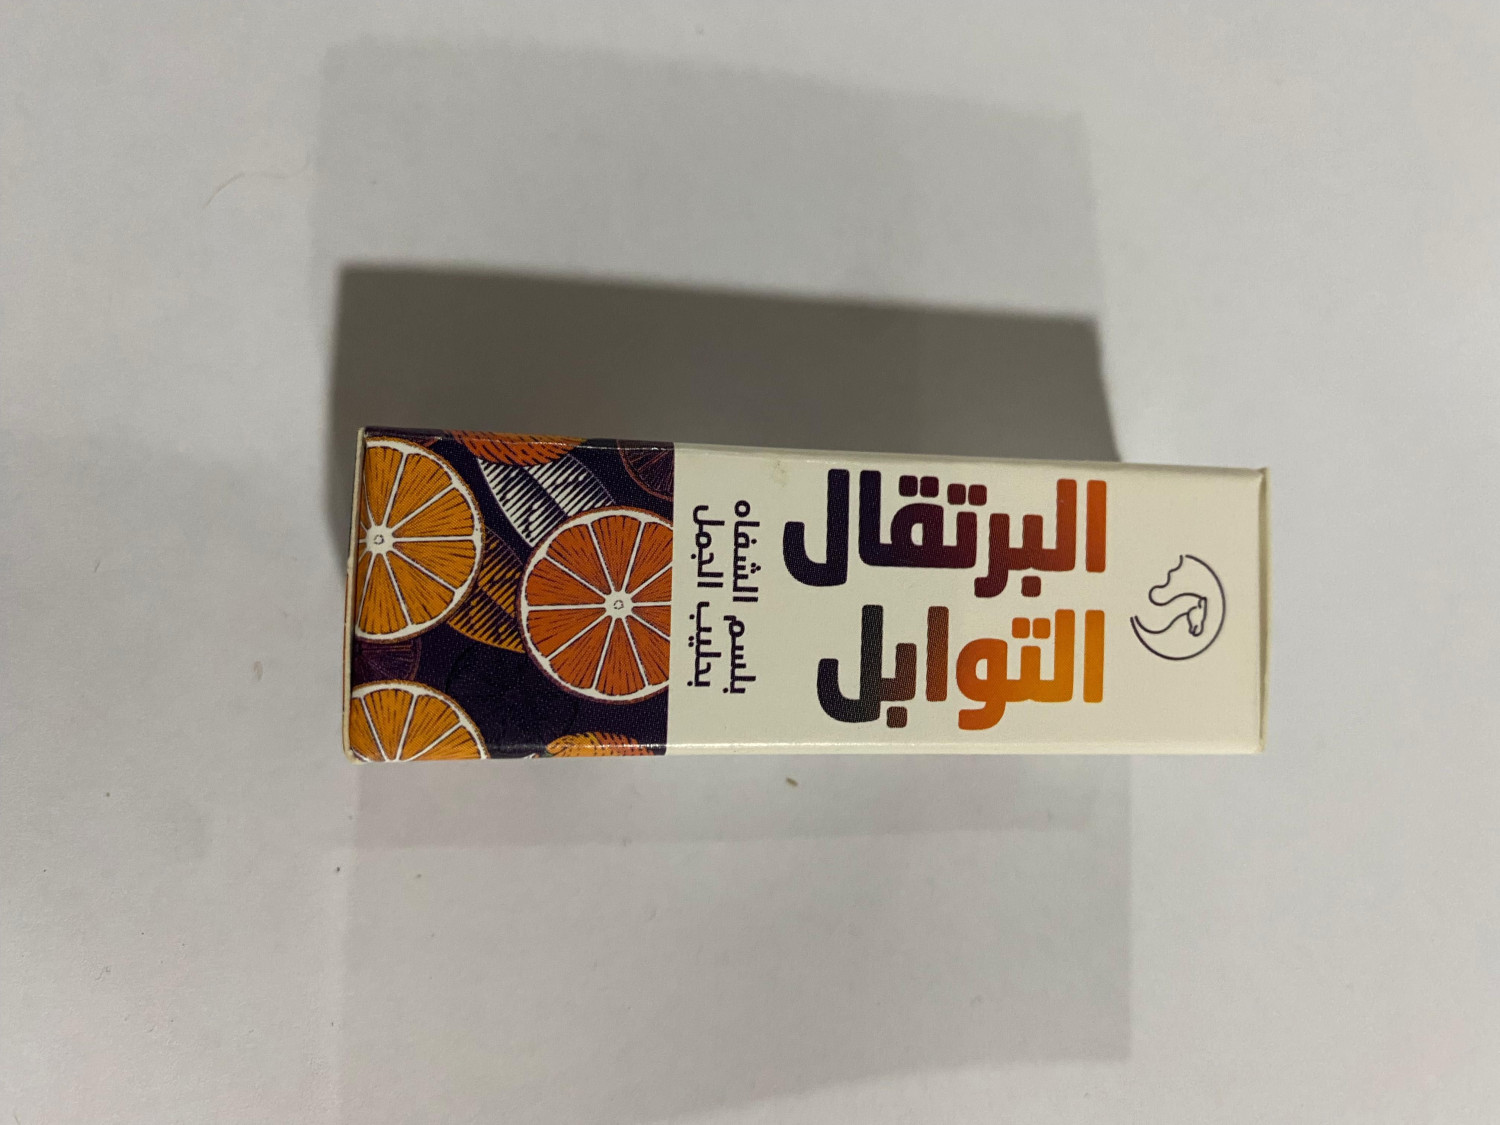 البرتقال
التوابل
بلسم الشفاه
بحليب الجمل